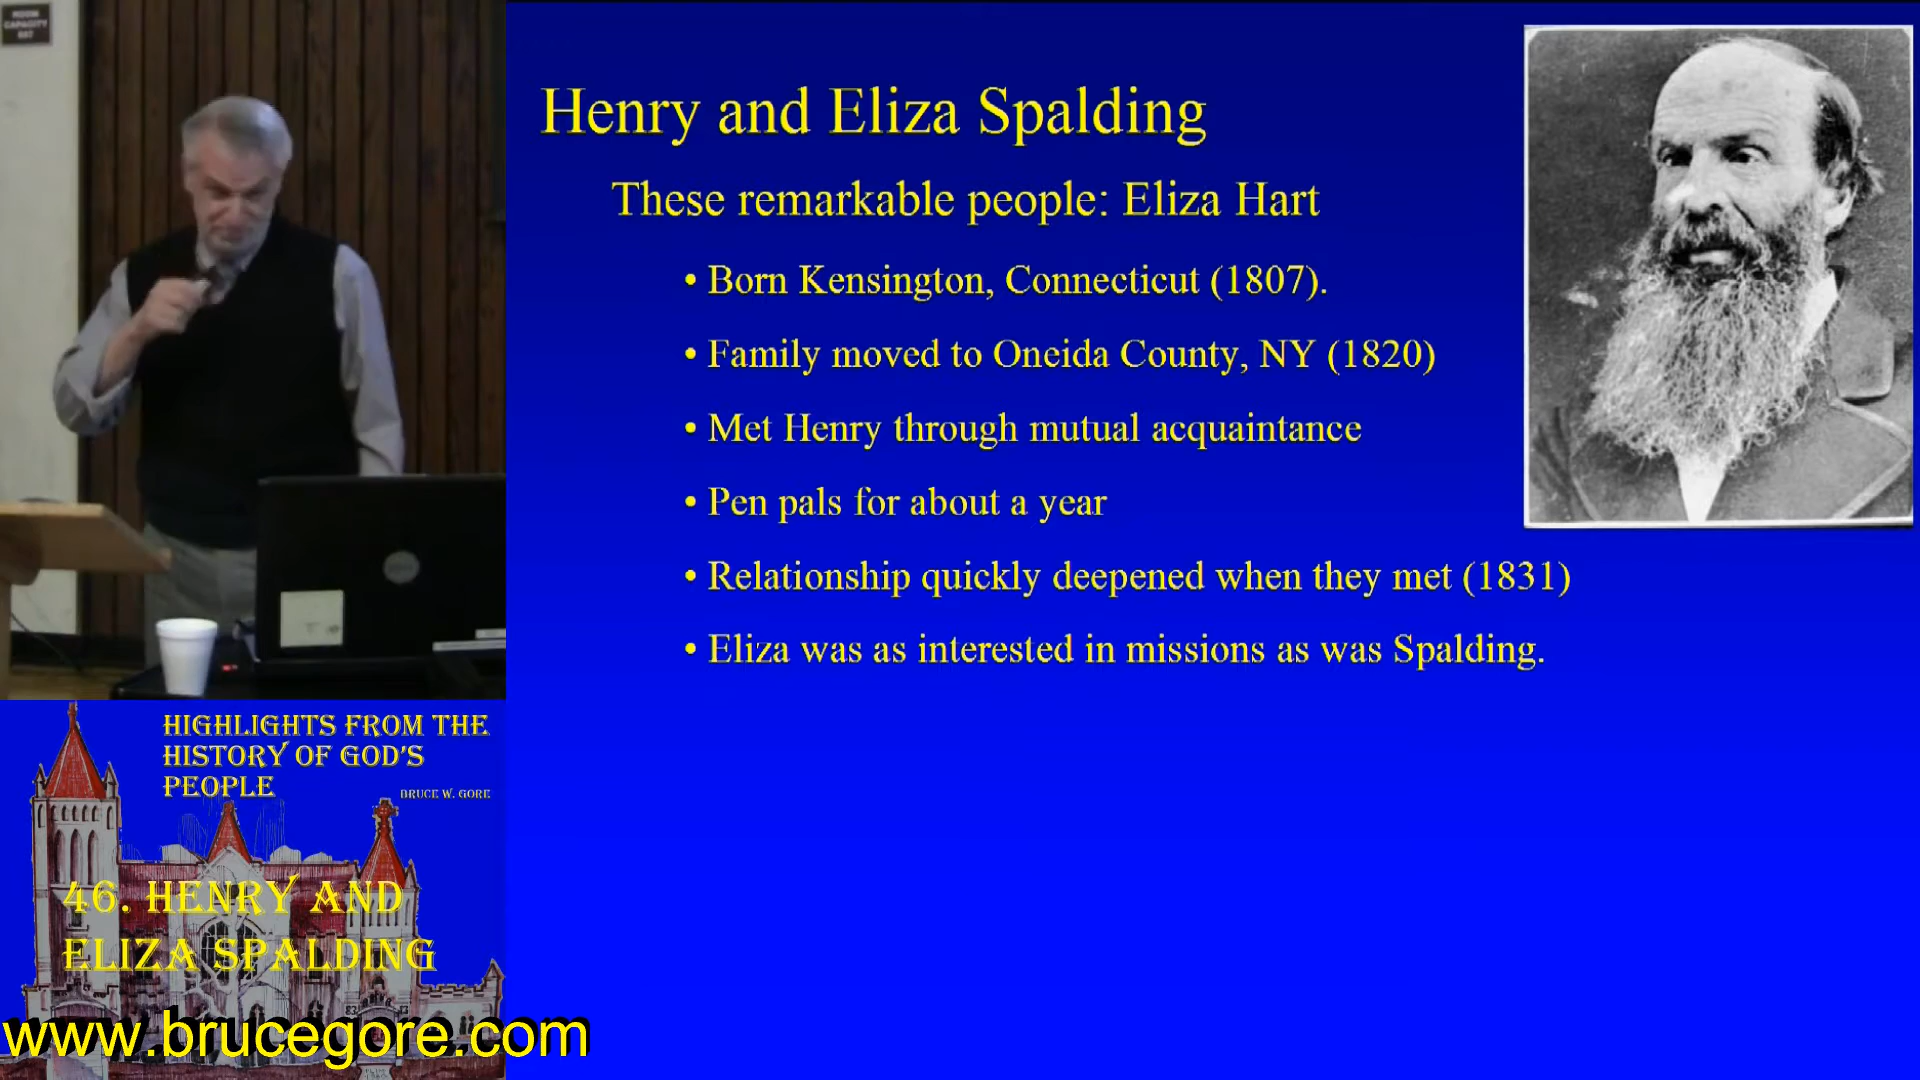 ROOM
CAPACITY
Henry and Eliza Spalding
These remarkable people: Eliza Hart
• Born Kensington, Connecticut (1807).
• Family moved to Oneida County, NY (1820)
• Met Henry through mutual acquaintance
• Pen pals for about a year
• Relationship quickly deepened when they met (1831)
• Eliza was as interested in missions as was Spalding.
HIGHLIGHTS FROM THE
HISTORY OF GOD'S
PEOPLE
BRUCE W. GORE
46. HENRY AND
ELIZA SPALDING
www.brucegore.com